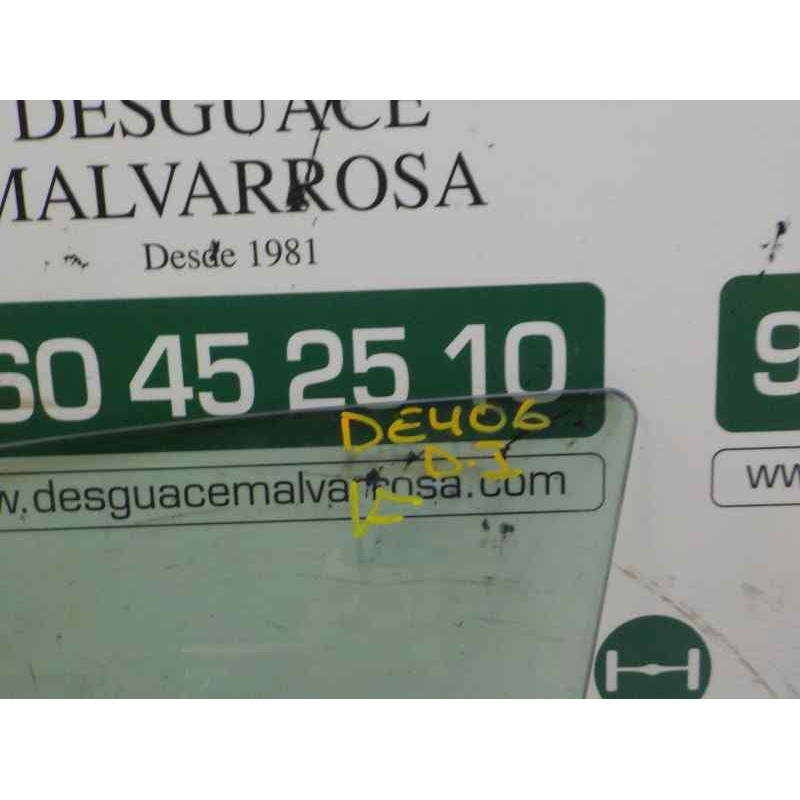 DESGUACE
MALVARROSA
Desde 1981
60 45 25 10
9
DE406
D.I
w.desguacemalvarrosa.com
ww
K